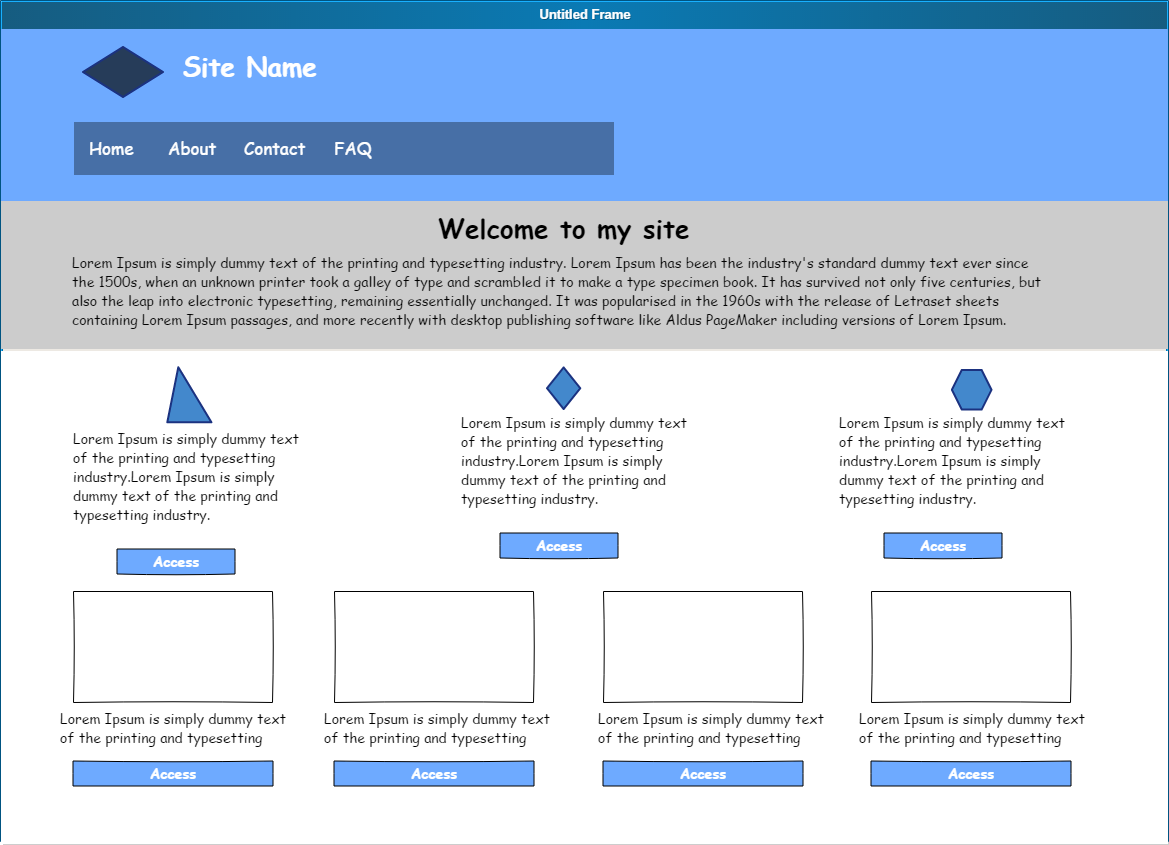 Untitled Frame
Site Name
Home About Contact FAQ
Welcome to my site
Lorem Ipsum is simply dummy text of the printing and typesetting industry. Lorem Ipsum has been the industry's standard dummy text ever since
the 1500s, when an unknown printer took a galley of type and scrambled it to make a type specimen book. It has survived not only five centuries, but
also the leap into electronic typesetting, remaining essentially unchanged. It was popularised in the 1960s with the release of Letraset sheets
containing Lorem Ipsum passages, and more recently with desktop publishing software like Aldus PageMaker including versions of Lorem Ipsum.
Lorem Ipsum is simply dummy text
of the printing and typesetting
industry.Lorem Ipsum is simply
dummy text of the printing and
typesetting industry.
Access
Lorem Ipsum is simply dummy text
of the printing and typesetting
industry.Lorem Ipsum is simply
dummy text of the printing and
typesetting industry.
Access
Lorem Ipsum is simply dummy text
of the printing and typesetting
industry.Lorem Ipsum is simply
dummy text of the printing and
typesetting industry.
Access
Lorem Ipsum is simply dummy text
of the printing and typesetting
Access
Lorem Ipsum is simply dummy text
of the printing and typesetting
Access
Lorem Ipsum is simply dummy text
of the printing and typesetting
Access
Lorem Ipsum is simply dummy text
of the printing and typesetting
Access